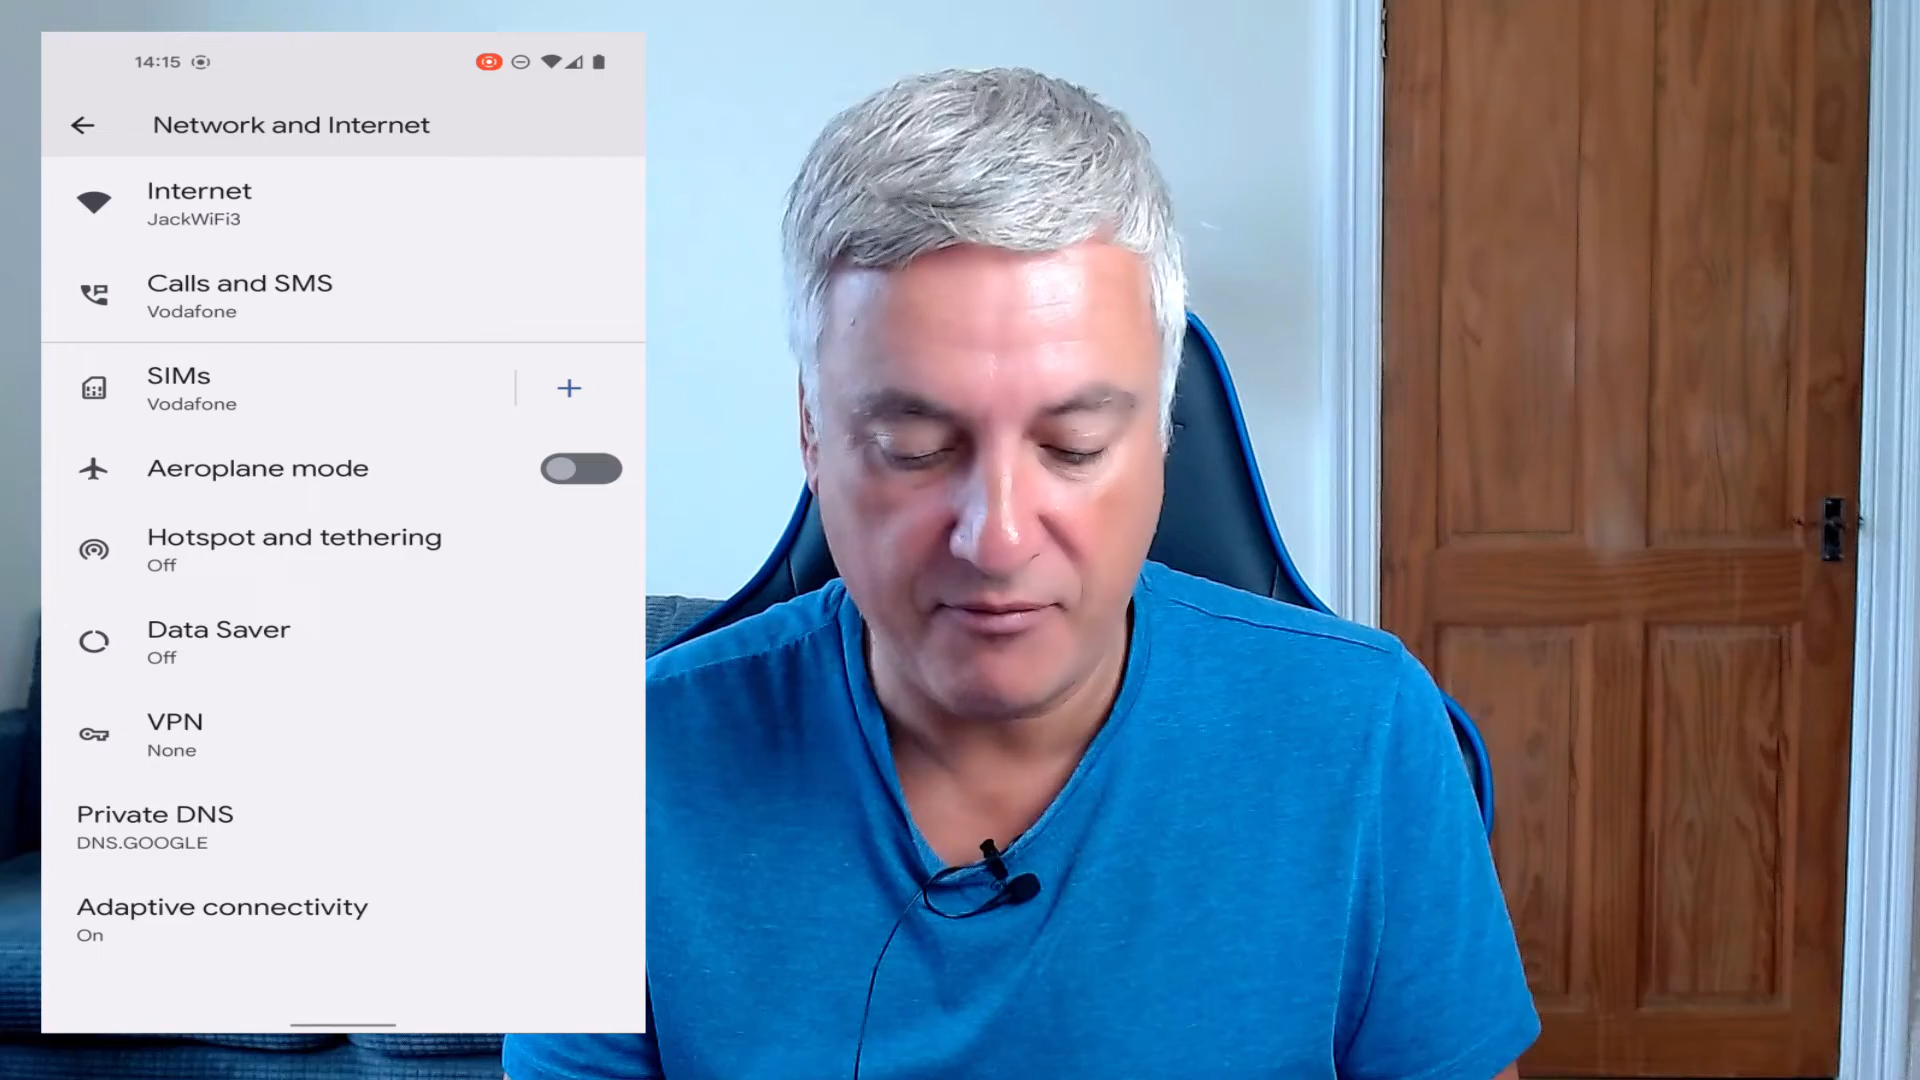 14:15
Network and Internet
Internet
JackWiFi3
Calls and SMS
Vodafone
SIMs
Vodafone
Aeroplane mode
Hotspot and tethering
Off
Data Saver
Off
VPN
None
Private DNS
DNS.GOOGLE
Adaptive connectivity
On